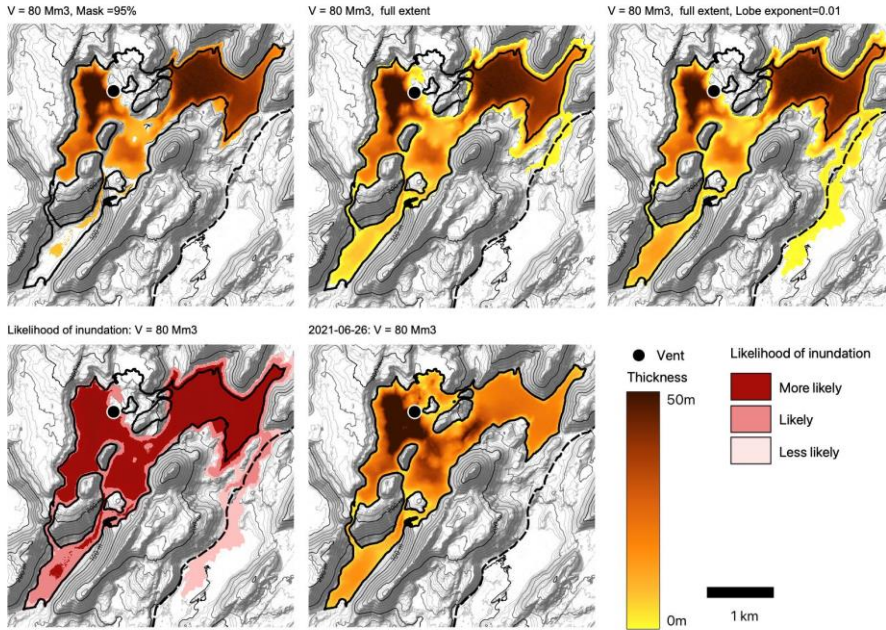 V = 80 Mm3, Mask =95%
V = 80 Mm3, full extent
V = 80 Mm3, full extent, Lobe exponent=0.01
Likelihood of inundation: V = 80 Mm3
2021-06-26: V = 80 Mm3
Vent
Thickness
50m
0m
Likelihood of inundation
More likely
Likely
Less likely
1 km